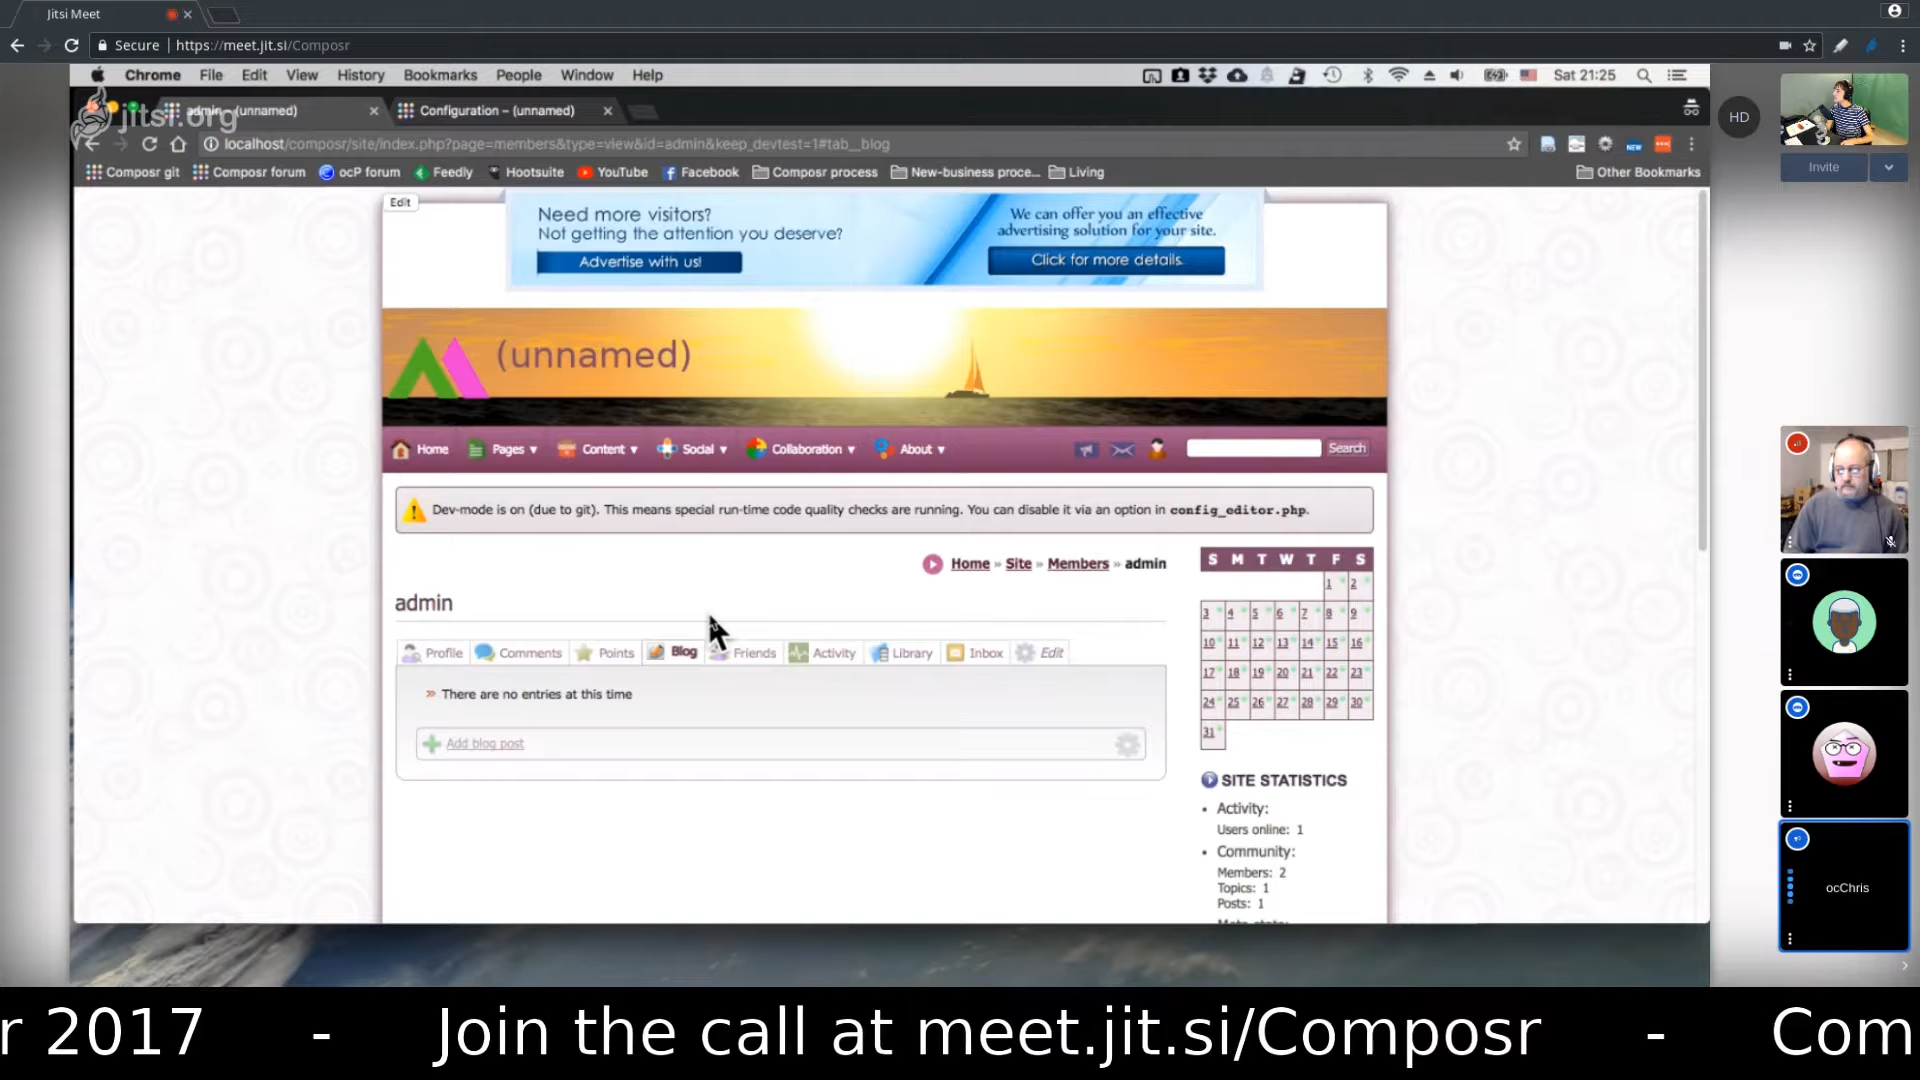 Jitsi Meet
Secure | https://meet.jit.si/Composr
Chrome File Edit View History Bookmarks People Window Help
Sat 21:25
jitsi.org
admin – (unnamed)
Configuration – (unnamed)
localhost/composr/site/index.php?page=members&type=view&id=admin&keep_devtest=1#tab__blog
Composr git Composr forum ocP forum Feedly Hootsuite YouTube Facebook Composr process New-business proce... Living Other Bookmarks
HD
Invite
Edit
Need more visitors?
Not getting the attention you deserve?
Advertise with us!
We can offer you an effective
advertising solution for your site.
Click for more details.
(unnamed)
Home Pages ▾ Content ▾ Social ▾ Collaboration ▾ About ▾ Search
Dev-mode is on (due to git). This means special run-time code quality checks are running. You can disable it via an option in config_editor.php.
Home » Site » Members » admin
admin
Profile Comments Points Blog Friends Activity Library Inbox Edit
» There are no entries at this time
Add blog post
S M T W T F S
1 2
3 4 5 6 7 8 9
10 11 12 13 14 15 16
17 18 19 20 21 22 23
24 25 26 27 28 29 30
31
SITE STATISTICS
• Activity:
Users online: 1
• Community:
Members: 2
Topics: 1
Posts: 1
ocChris
r 2017 - Join the call at meet.jit.si/Composr - Com